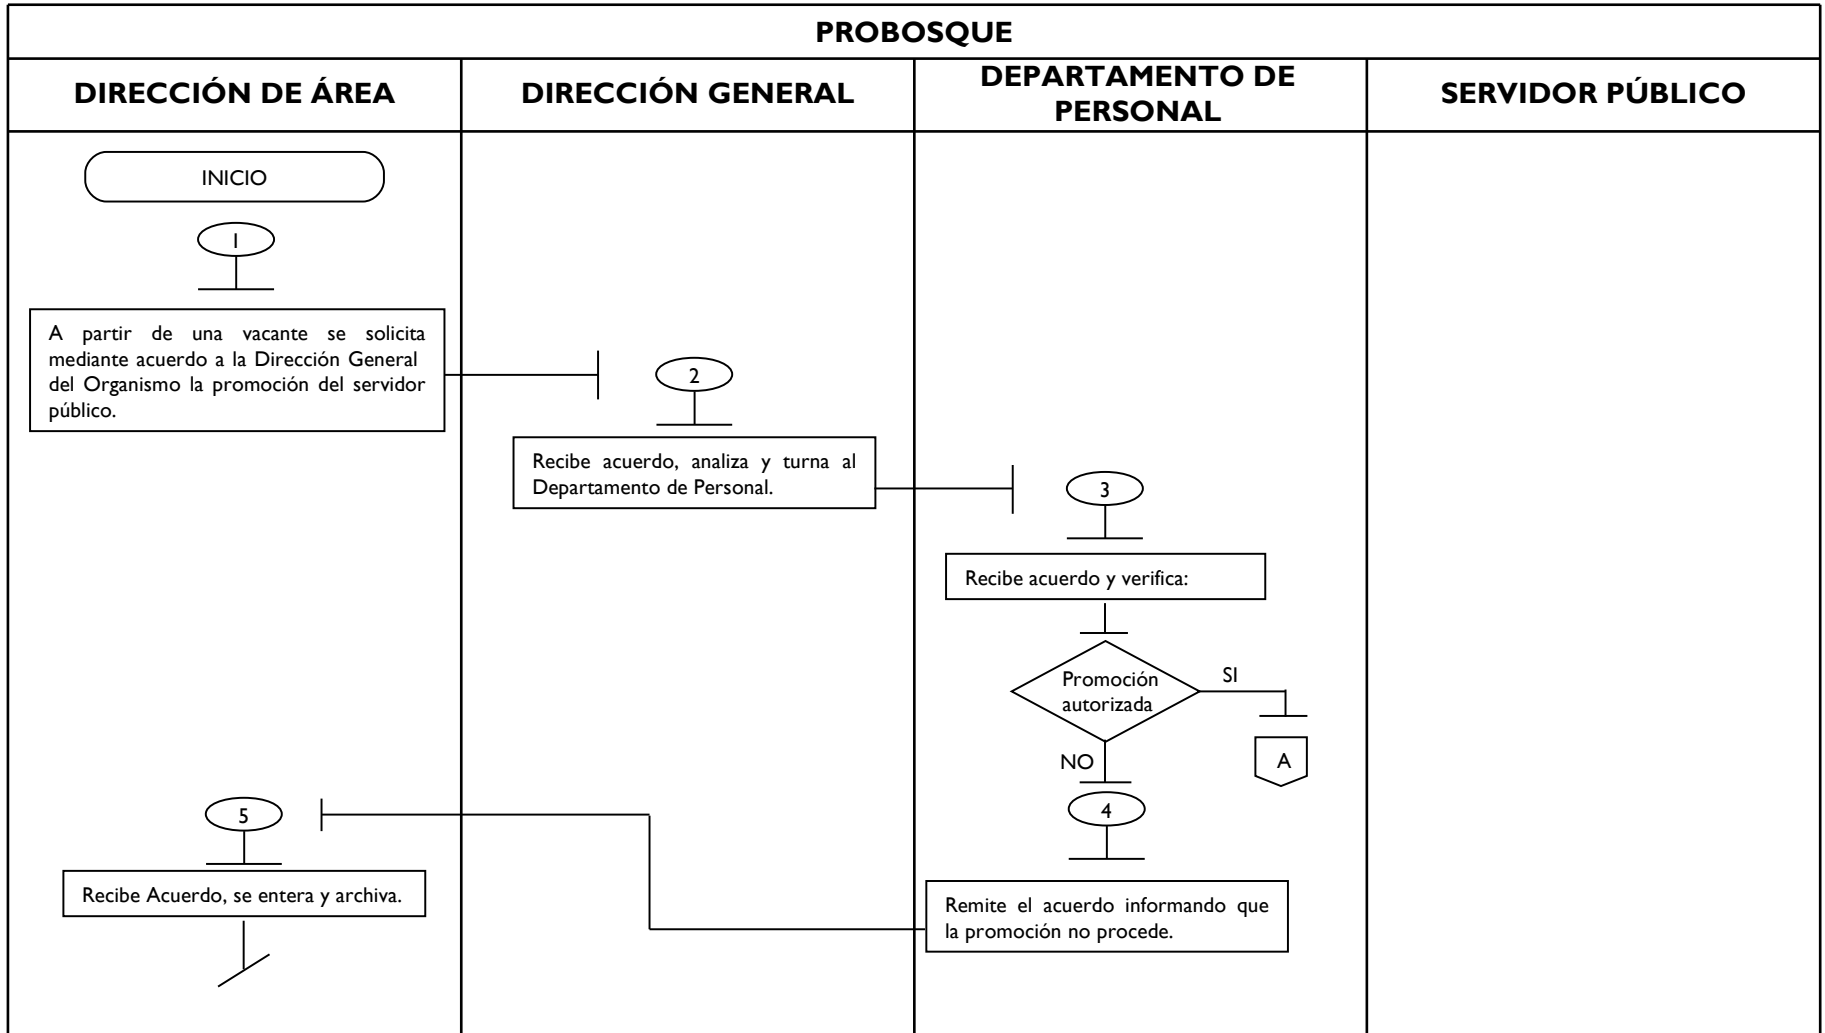 PROBOSQUE
DIRECCIÓN DE ÁREA
DIRECCIÓN GENERAL
DEPARTAMENTO DE
PERSONAL
SERVIDOR PÚBLICO
INICIO
1
A partir de una vacante se solicita
mediante acuerdo a la Dirección General
del Organismo la promoción del servidor
público.
2
Recibe acuerdo, analiza y turna al
Departamento de Personal.
3
Recibe acuerdo y verifica:
Promoción
autorizada
SI
A
NO
4
Remite el acuerdo informando que
la promoción no procede.
5
Recibe Acuerdo, se entera y archiva.